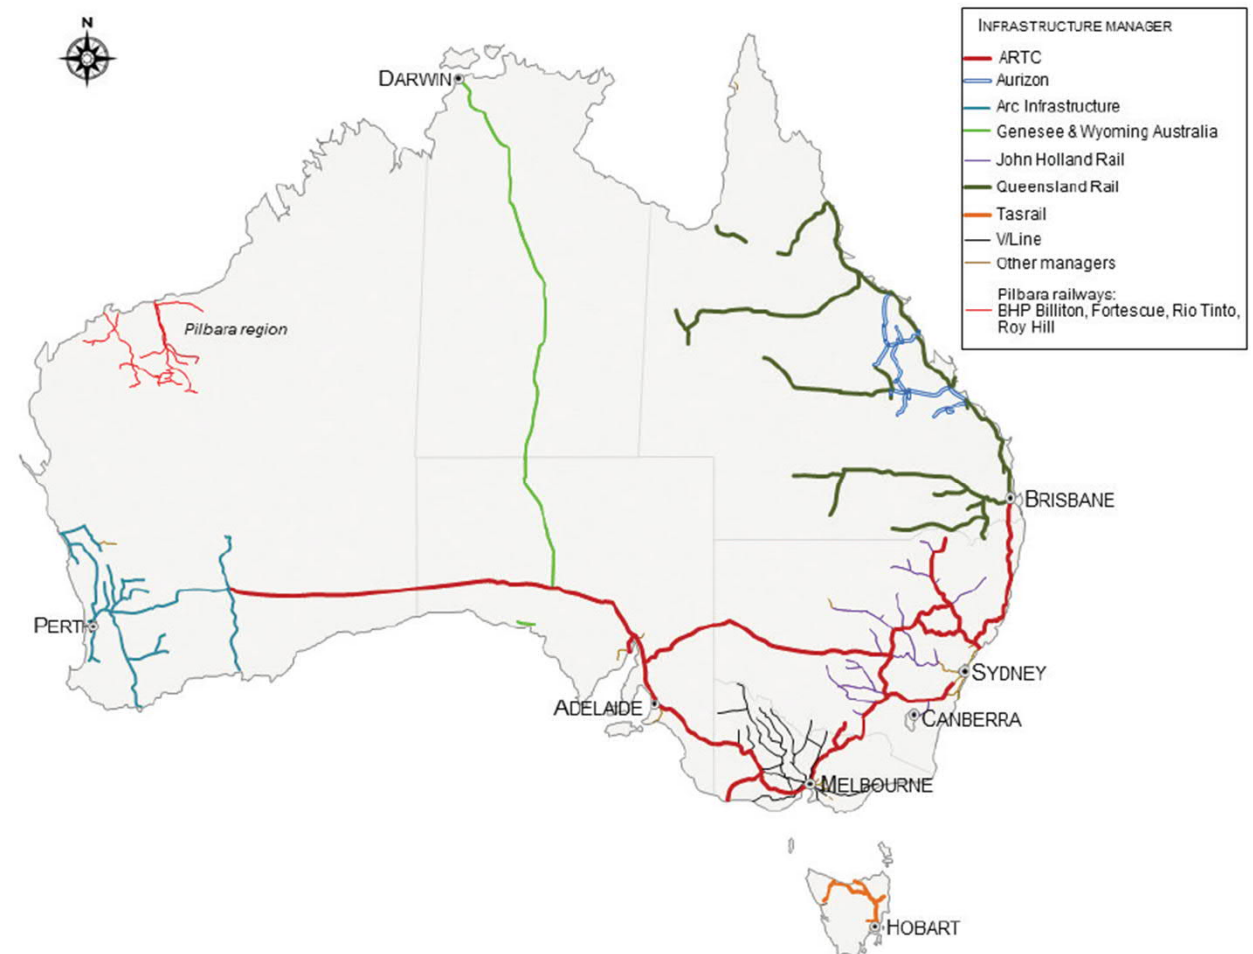 N
INFRASTRUCTURE MANAGER
ARTC
Aurizon
Arc Infrastructure
Genesee & Wyoming Australia
John Holland Rail
Queensland Rail
Tasrail
V/Line
Other managers
Pilbara railways:
BHP Billiton, Fortescue, Rio Tinto,
Roy Hill
DARWIN
Pilbara region
BRISBANE
PERTH
SYDNEY
ADELAIDE
CANBERRA
MELBOURNE
HOBART